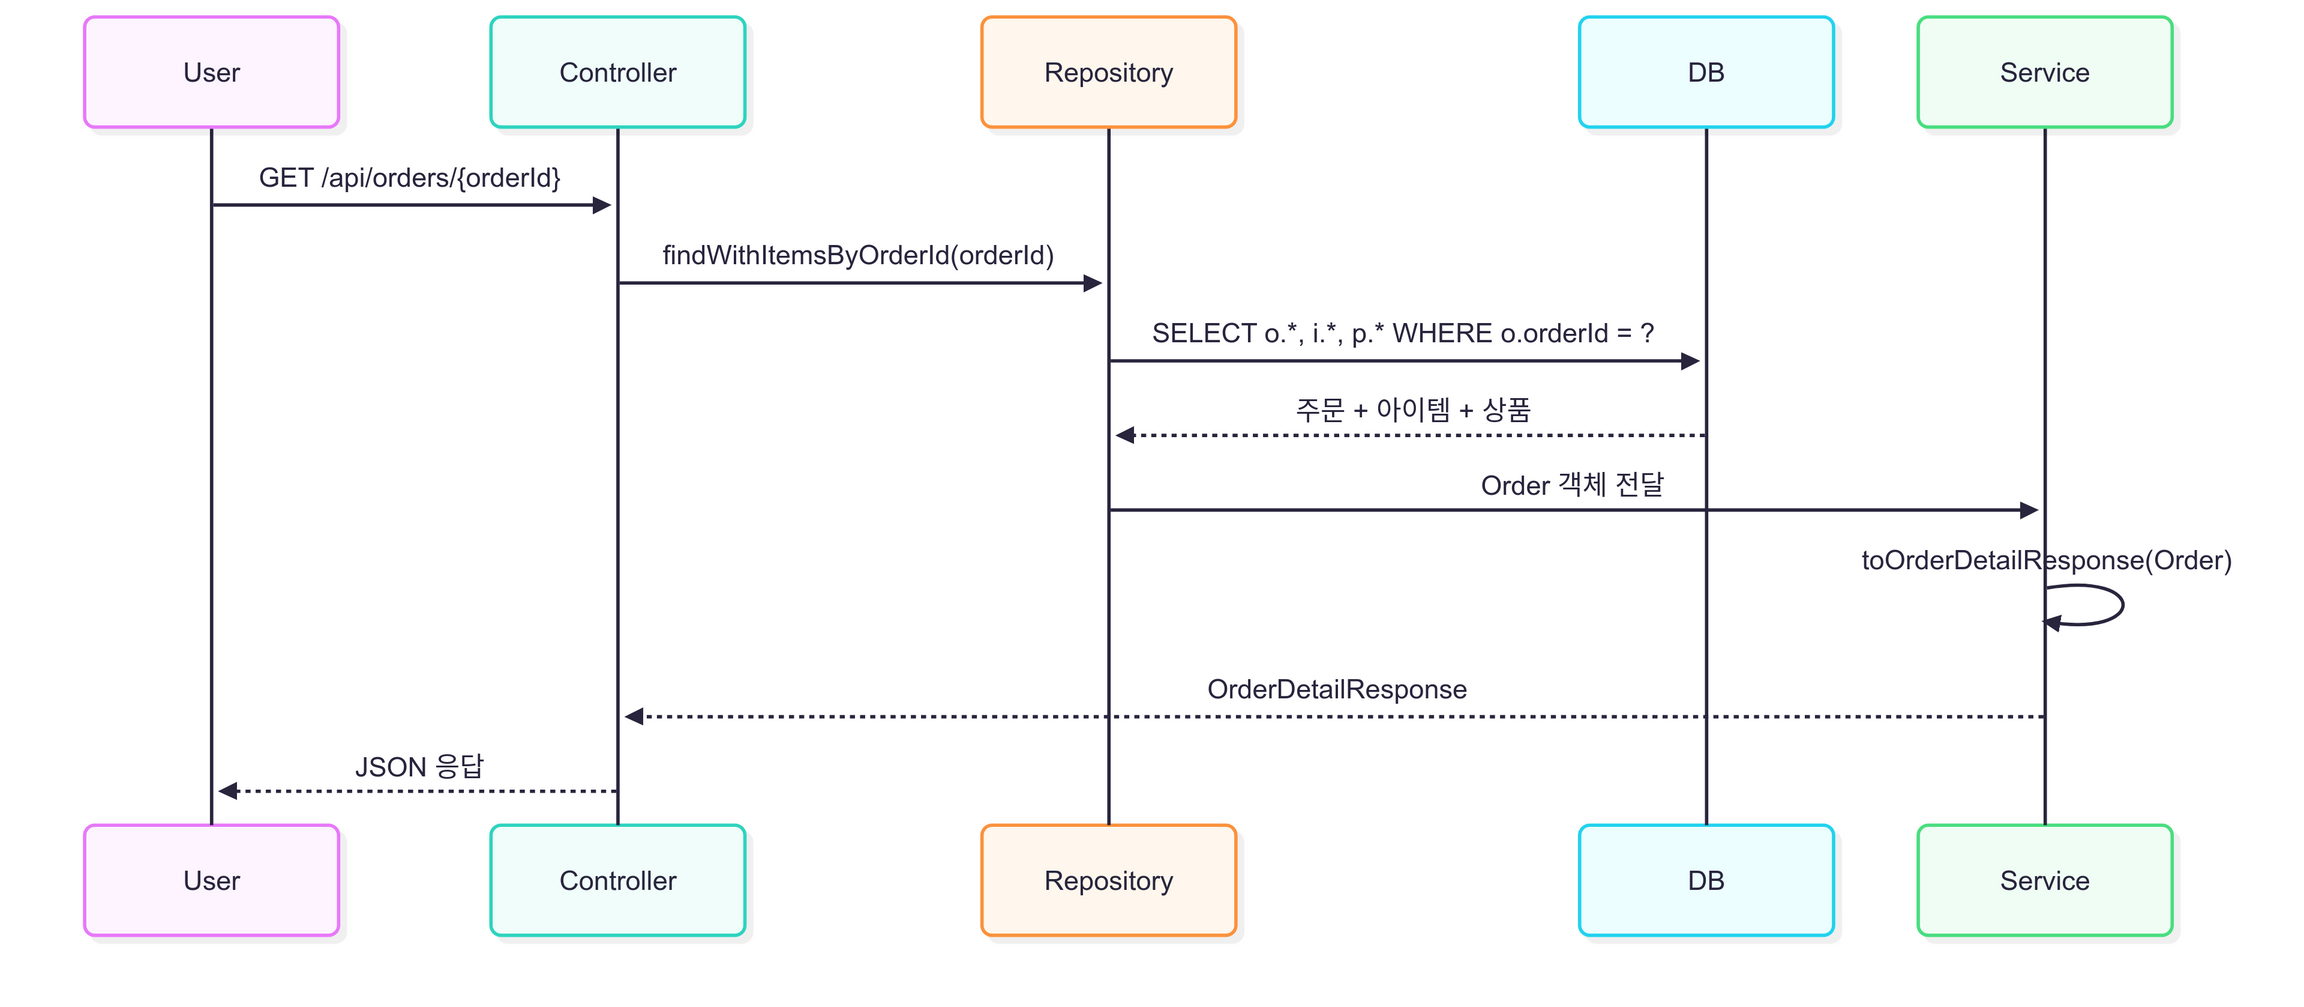 User
Controller
Repository
DB
Service
GET /api/orders/{orderId}
findWithItemsByOrderId(orderId)
SELECT o.*, i.*, p.* WHERE o.orderId = ?
주문 + 아이템 + 상품
Order 객체 전달
toOrderDetailResponse(Order)
OrderDetailResponse
JSON 응답
User
Controller
Repository
DB
Service